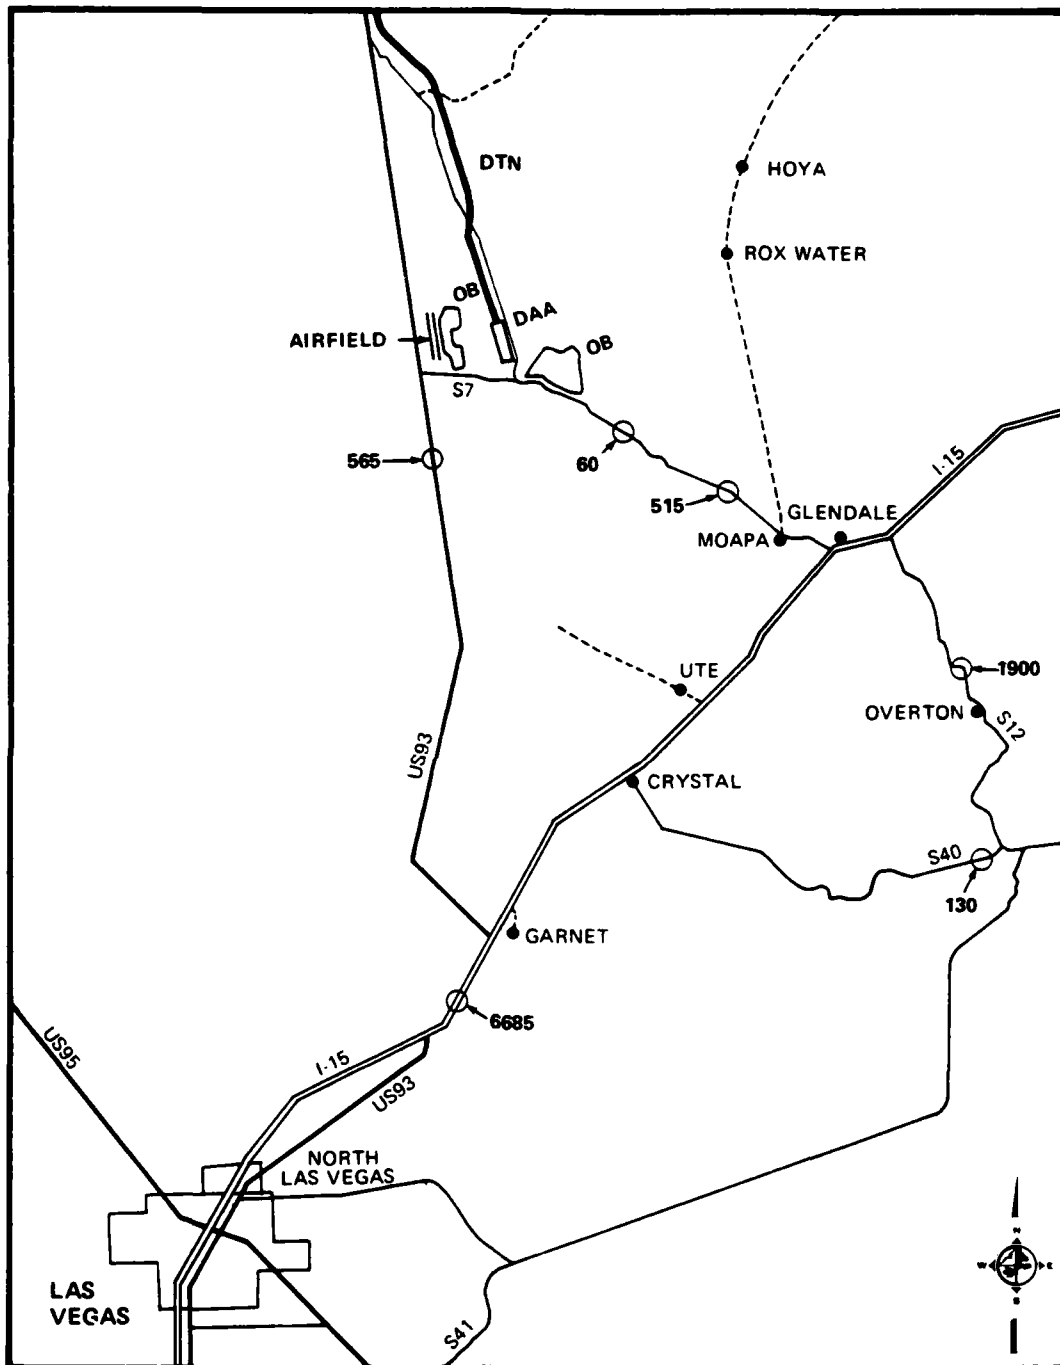 DTN
HOYA
ROX WATER
OB
DAA
AIRFIELD
OB
S7
565
60
I-15
515
GLENDALE
MOAPA
UTE
1900
OVERTON
S12
US93
CRYSTAL
S40
130
GARNET
6685
US95
I-15
US93
NORTH
LAS VEGAS
N
W
E
S
LAS
VEGAS
S41